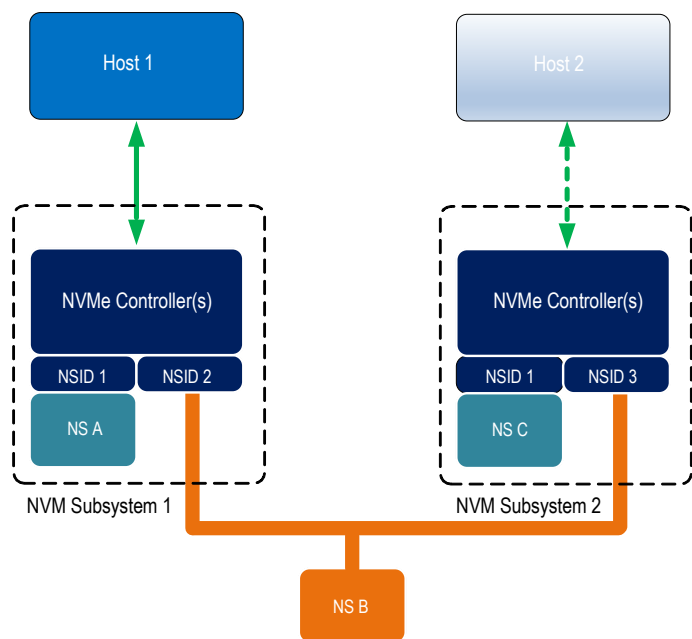 Host 1
Host 2
NVMe Controller(s)
NVMe Controller(s)
NSID 1
NSID 2
NSID 1
NSID 3
NS A
NS C
NVM Subsystem 1
NVM Subsystem 2
NS B